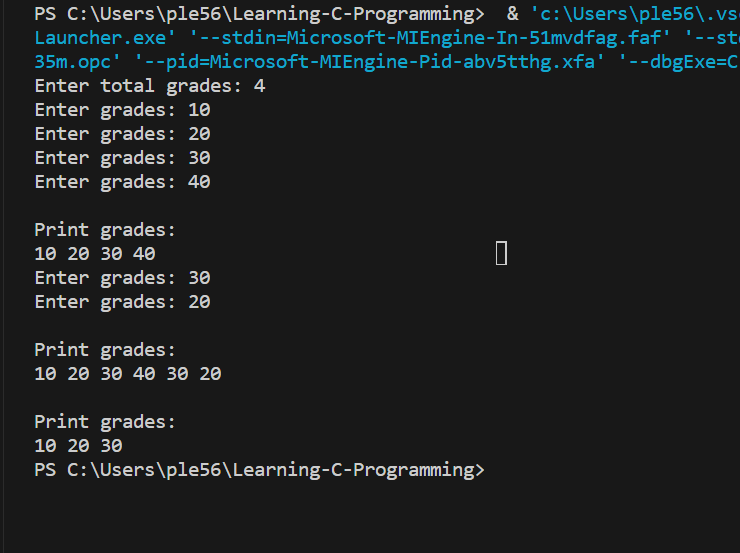 PS C:\Users\ple56\Learning-C-Programming>  & 'c:\Users\ple56\.vs
Launcher.exe' '--stdin=Microsoft-MIEngine-In-51mvdfag.faf' '--st
35m.opc' '--pid=Microsoft-MIEngine-Pid-abv5tthg.xfa' '--dbgExe=C
Enter total grades: 4
Enter grades: 10
Enter grades: 20
Enter grades: 30
Enter grades: 40
Print grades:
10 20 30 40
Enter grades: 30
Enter grades: 20
Print grades:
10 20 30 40 30 20
Print grades:
10 20 30
PS C:\Users\ple56\Learning-C-Programming>